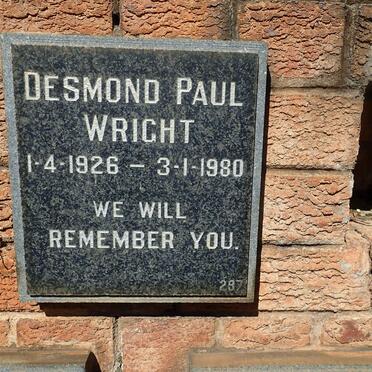 DESMOND PAUL
WRIGHT
1-4-1926 — 3-1-1980
WE WILL
REMEMBER YOU.
287